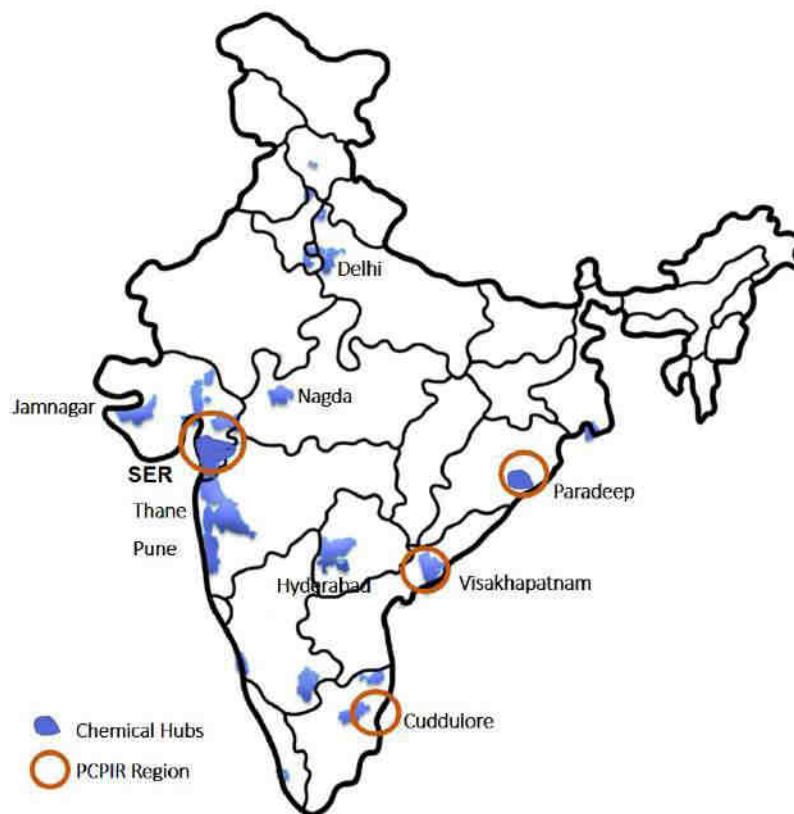 Delhi
Jamnagar
Nagda
SER
Paradeep
Thane
Pune
Hyderabad
Visakhapatnam
Cuddulore
Chemical Hubs
PCPIR Region